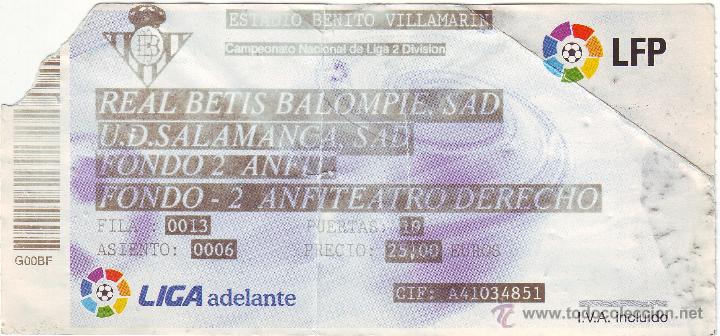 ESTADIO BENITO VILLAMARIN
Campeonato Nacional de Liga 2 Division
LFP
REAL BETIS BALOMPIE, SAD
U.D.SALAMANCA, SAD
FONDO 2 ANFIT.
FONDO - 2 ANFITEATRO DERECHO
FILA: 0013 PUERTAS: 19
ASIENTO: 0006 PRECIO: 25,00 EUROS
G00BF
LIGA adelante
CIF: A41034851
I.V.A. incluido
www.todocoleccion.net